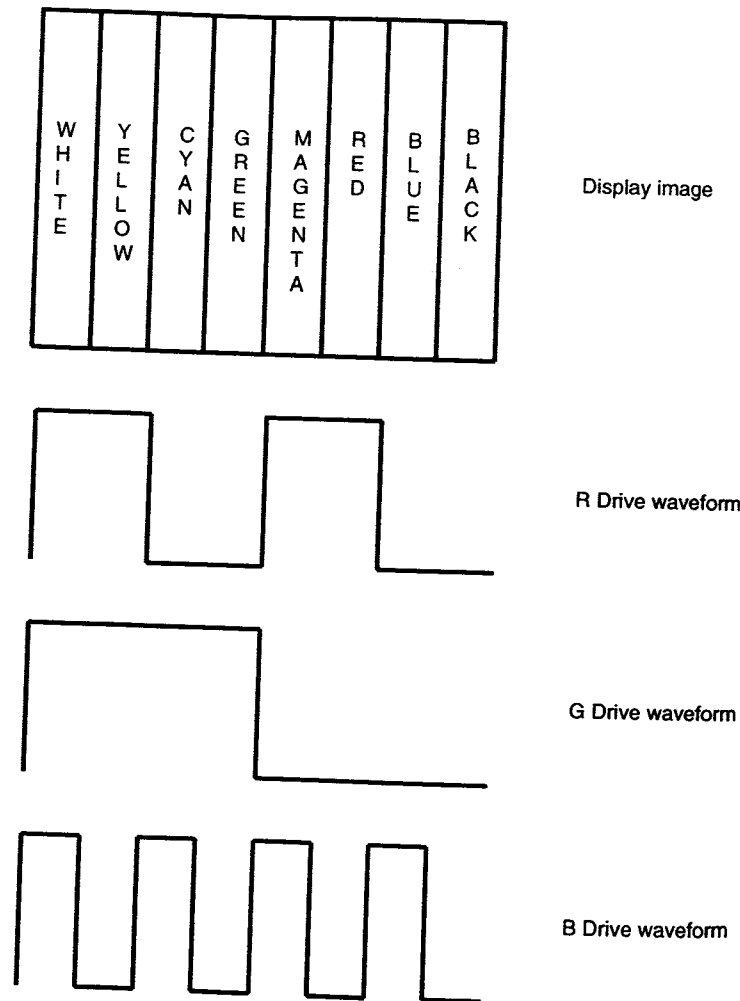 WHITE
YELLOW
CYAN
GREEN
MAGENTA
RED
BLUE
BLACK
Display image
R Drive waveform
G Drive waveform
B Drive waveform